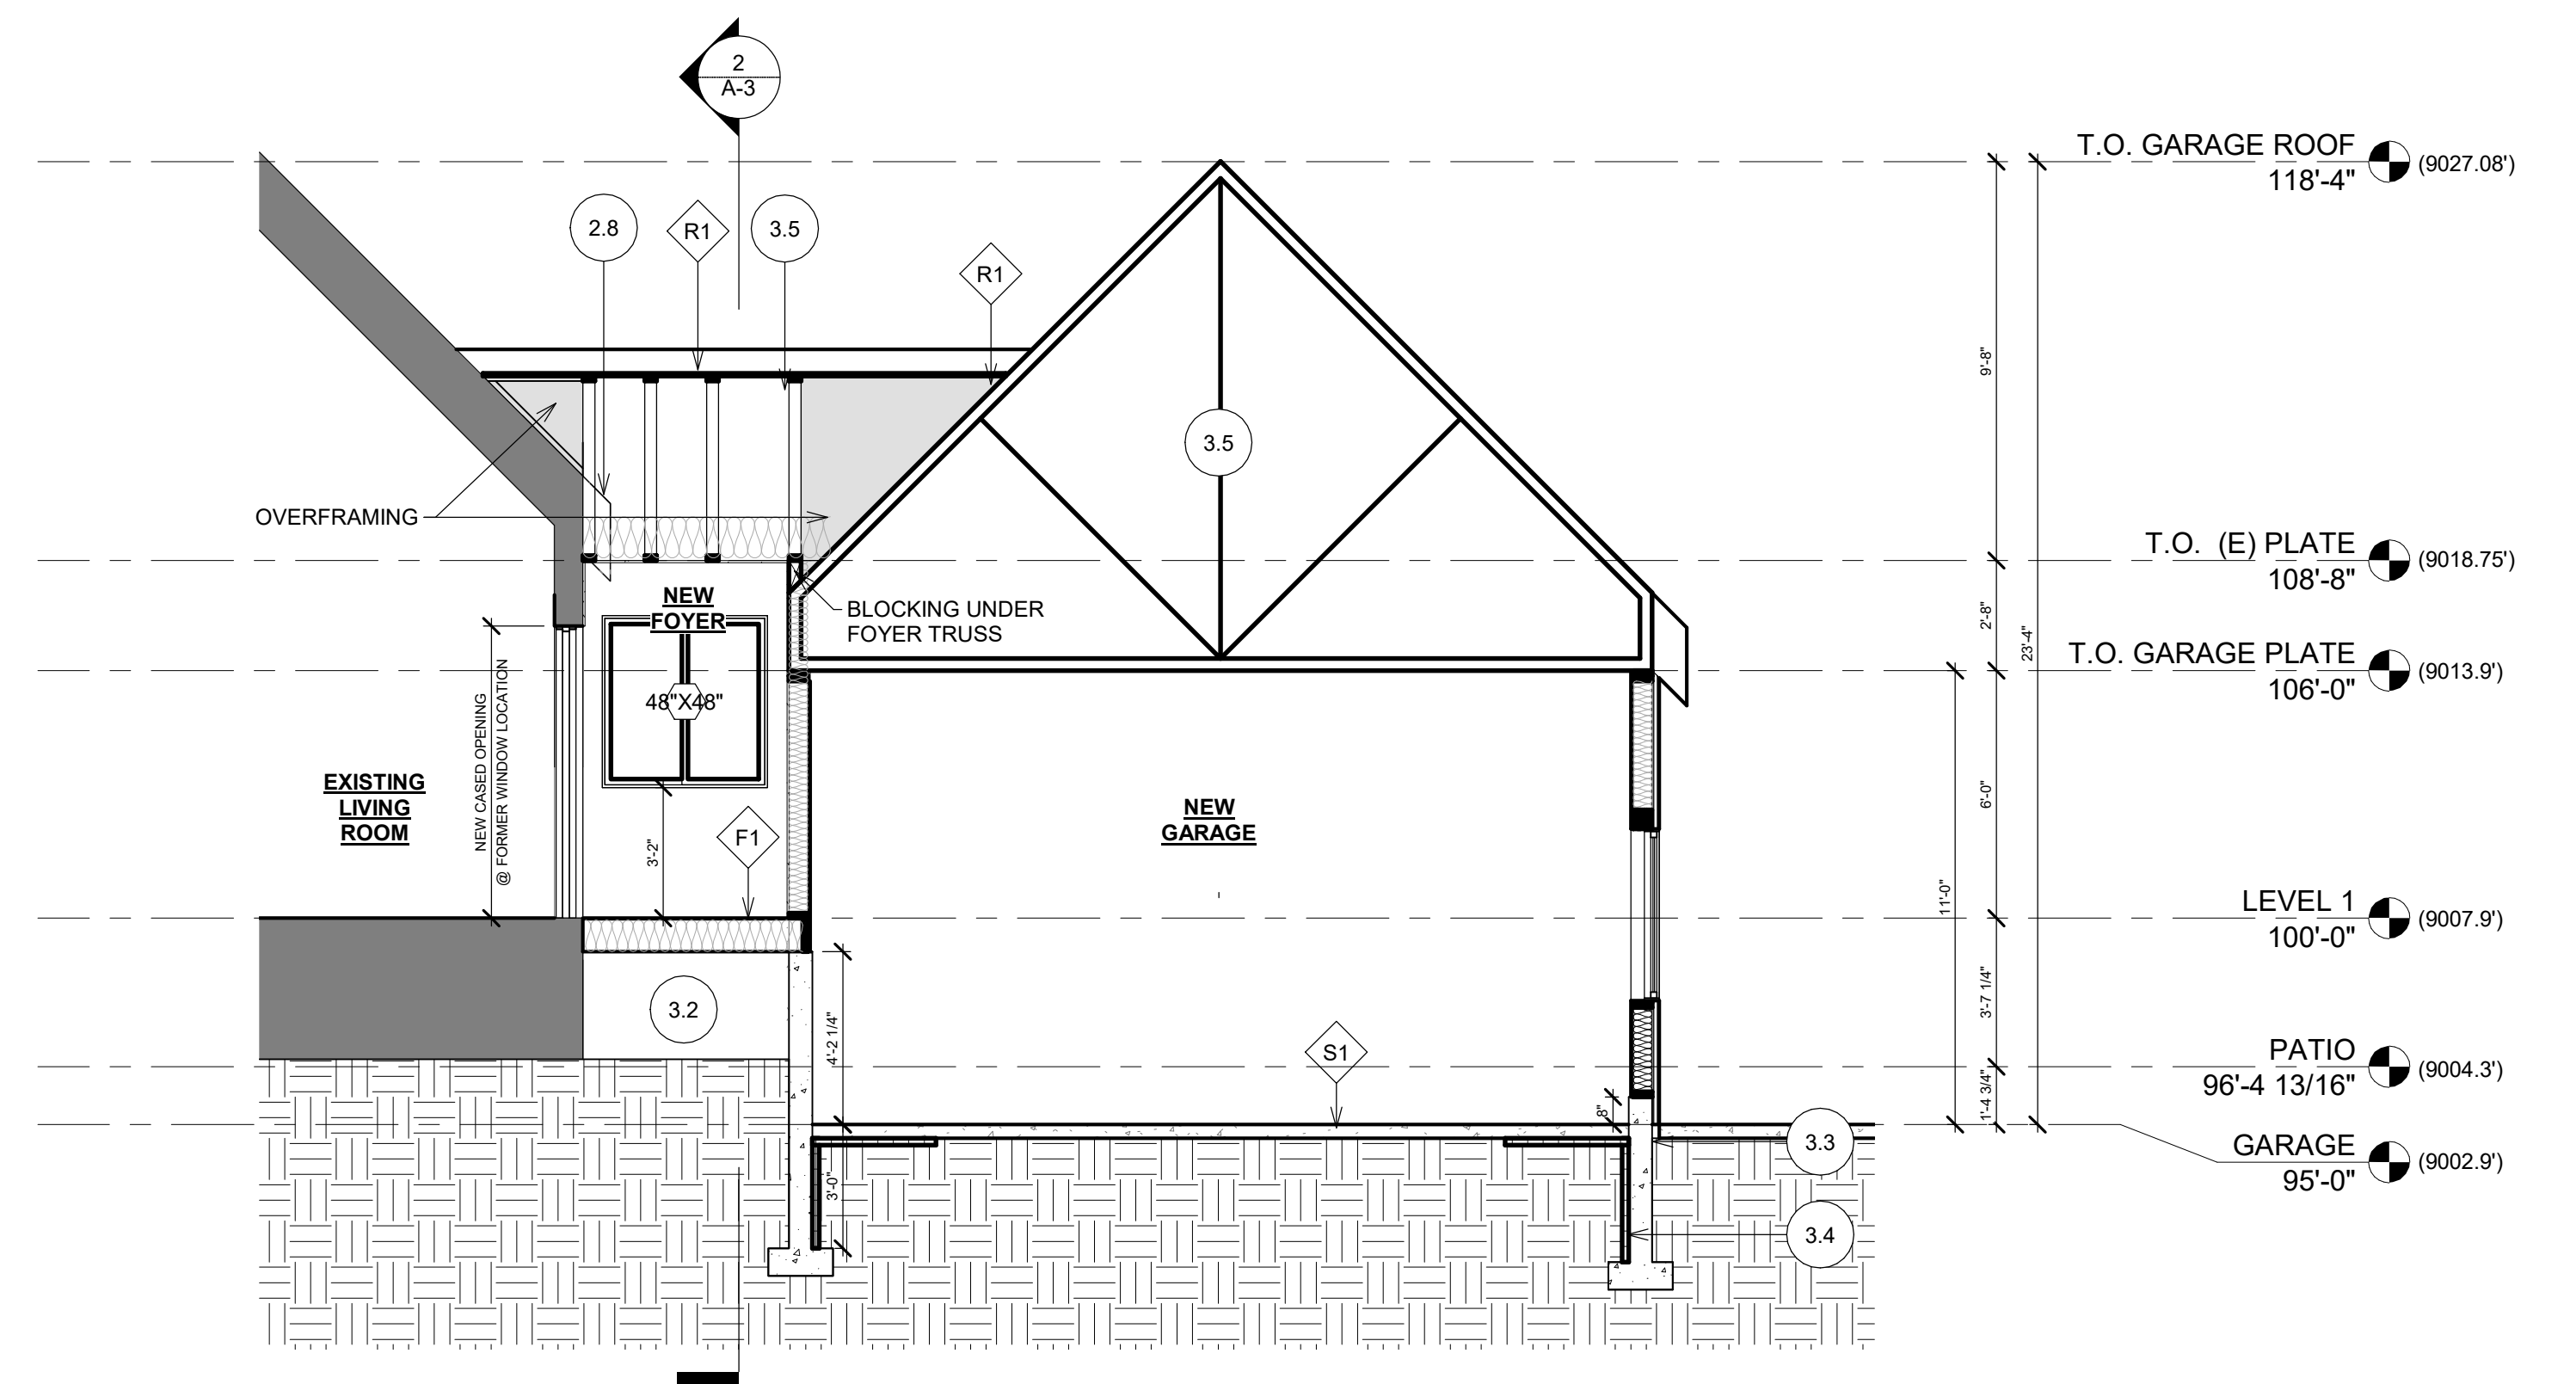 2
A-3
T.O. GARAGE ROOF
118'-4"
(9027.08')
2.8
R1
3.5
R1
9'-8"
3.5
OVERFRAMING
T.O. (E) PLATE
108'-8"
(9018.75')
NEW
FOYER
BLOCKING UNDER
FOYER TRUSS
2'-8"
23'-4"
T.O. GARAGE PLATE
106'-0"
(9013.9')
48"X48"
NEW CASED OPENING
@ FORMER WINDOW LOCATION
EXISTING
LIVING
ROOM
3'-2"
F1
NEW
GARAGE
6'-0"
11'-0"
LEVEL 1
100'-0"
(9007.9')
3.2
4'-2 1/4"
S1
3'-7 1/4"
PATIO
96'-4 13/16"
(9004.3')
8"
1'-4 3/4"
3.3
GARAGE
95'-0"
(9002.9')
3'-0"
3.4